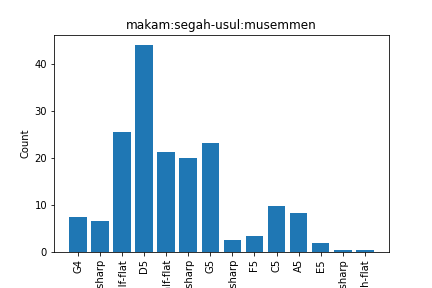 makam:segah-usul:musemmen
Count
40
30
20
10
0
G4
sharp
lf-flat
D5
lf-flat
sharp
G5
sharp
F5
C5
A5
E5
sharp
h-flat